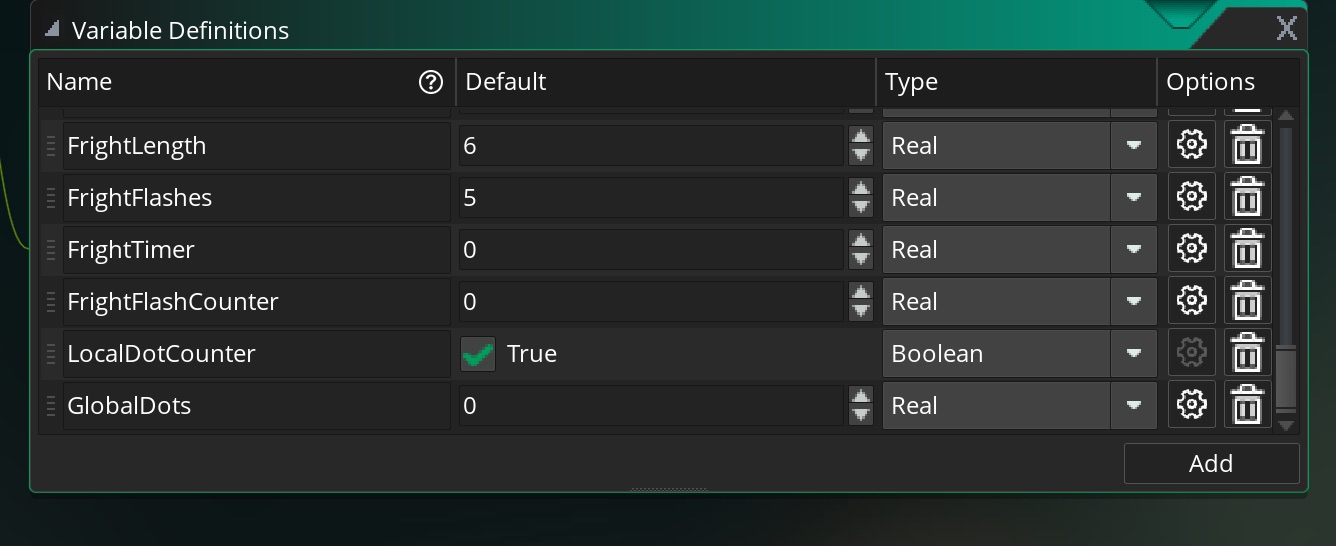 Variable Definitions X
Name ? Default Type Options
FrightLength 6 Real
FrightFlashes 5 Real
FrightTimer 0 Real
FrightFlashCounter 0 Real
LocalDotCounter True Boolean
GlobalDots 0 Real
Add